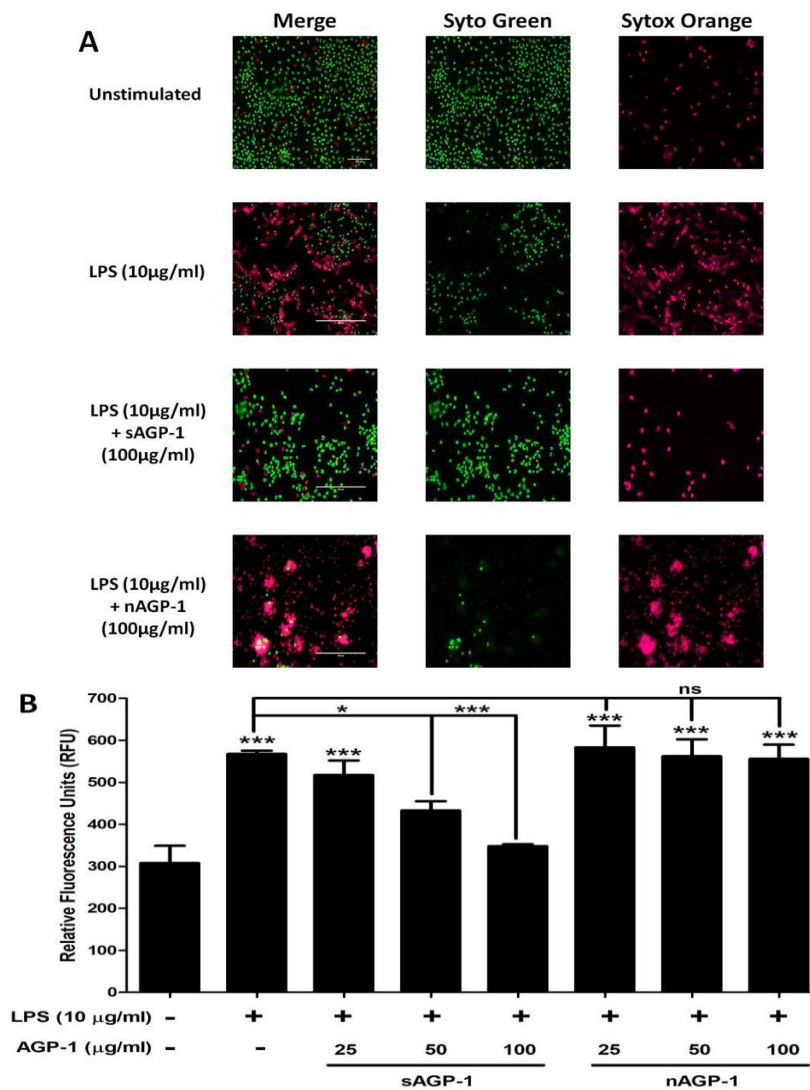 A
Merge Syto Green Sytox Orange
Unstimulated
LPS (10µg/ml)
LPS (10µg/ml)
+ sAGP-1
(100µg/ml)
LPS (10µg/ml)
+ nAGP-1
(100µg/ml)
B
Relative Fluorescence Units (RFU)
700
600
500
400
300
200
100
0
ns
* ***
*** *** *** *** ***
LPS (10 µg/ml) - + + + + + + +
AGP-1 (µg/ml) - - 25 50 100 25 50 100
sAGP-1 nAGP-1